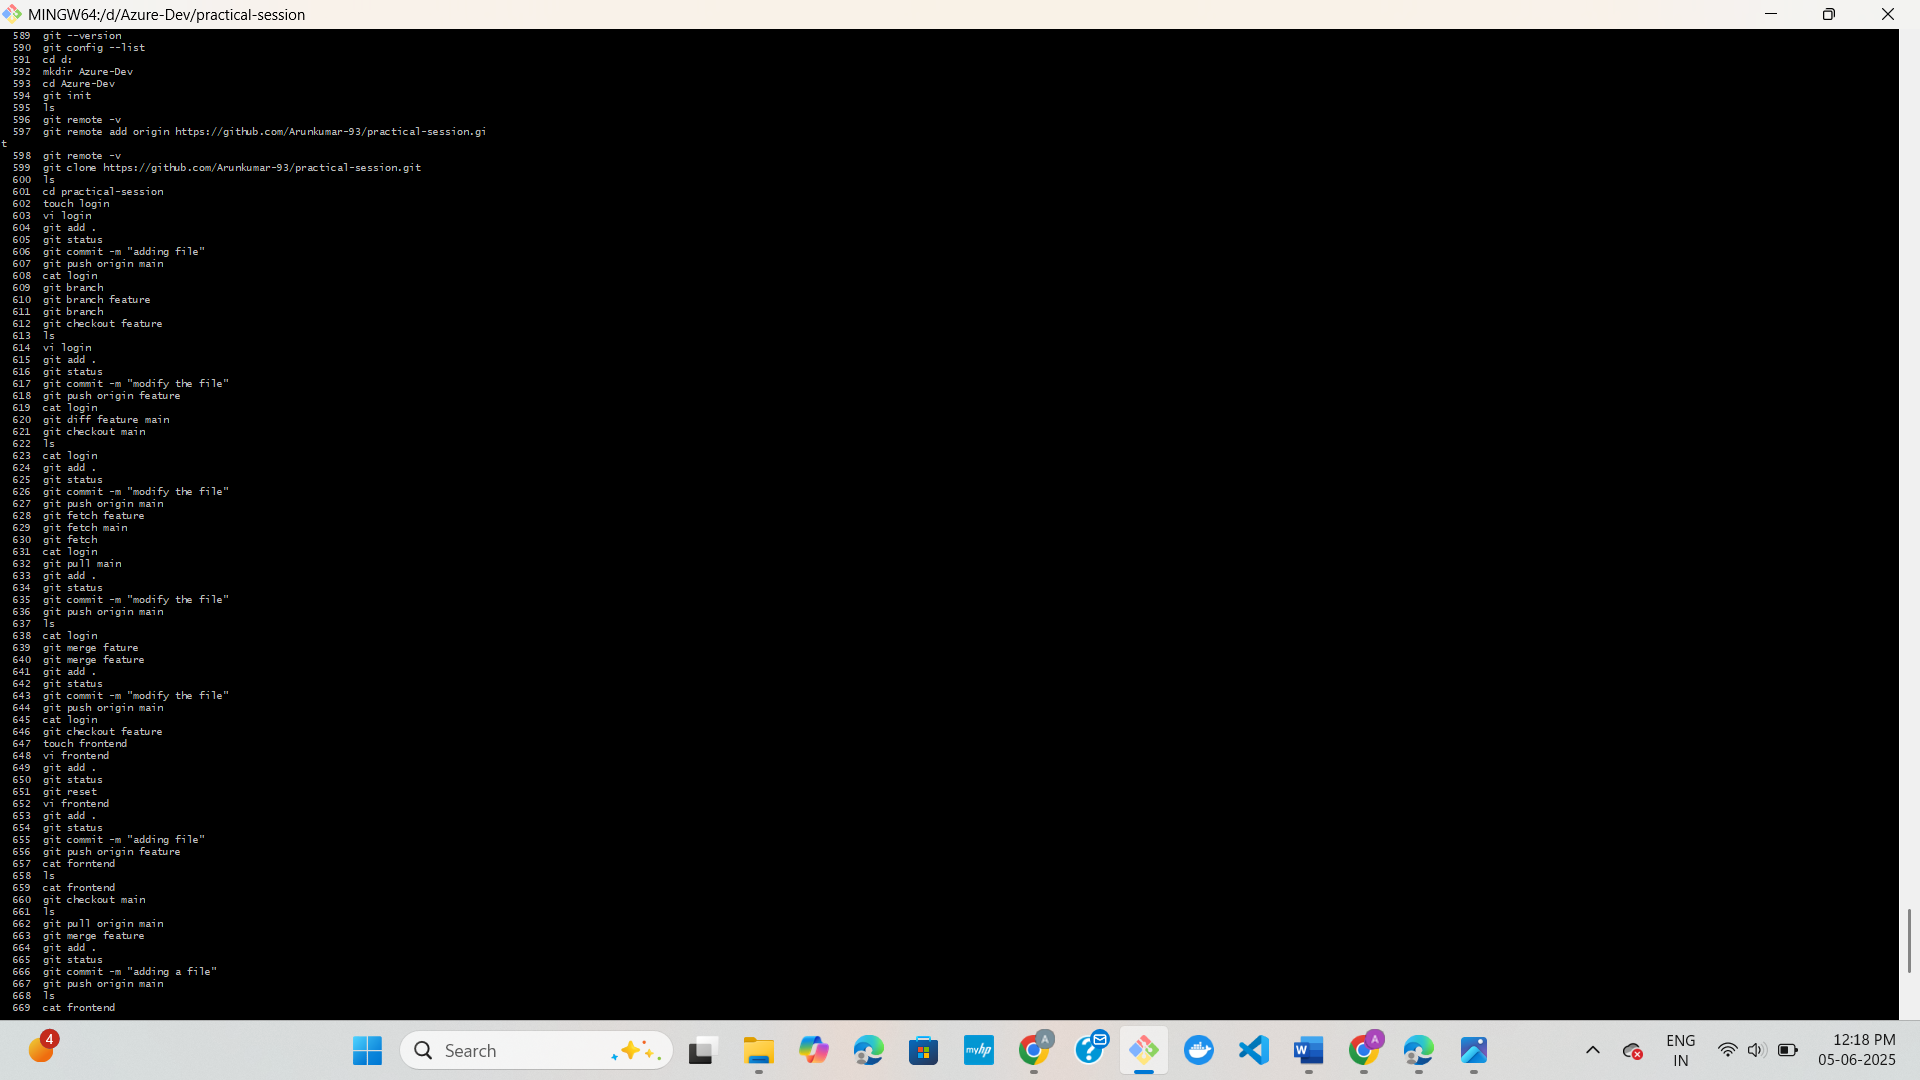 MINGW64:/d/Azure-Dev/practical-session
589 git --version
590 git config --list
591 cd d:
592 mkdir Azure-Dev
593 cd Azure-Dev
594 git init
595 ls
596 git remote -v
597 git remote add origin https://github.com/Arunkumar-93/practical-session.gi
t
598 git remote -v
599 git clone https://github.com/Arunkumar-93/practical-session.git
600 ls
601 cd practical-session
602 touch login
603 vi login
604 git add .
605 git status
606 git commit -m "adding file"
607 git push origin main
608 cat login
609 git branch
610 git branch feature
611 git branch
612 git checkout feature
613 ls
614 vi login
615 git add .
616 git status
617 git commit -m "modify the file"
618 git push origin feature
619 cat login
620 git diff feature main
621 git checkout main
622 ls
623 cat login
624 git add .
625 git status
626 git commit -m "modify the file"
627 git push origin main
628 git fetch feature
629 git fetch main
630 git fetch
631 cat login
632 git pull main
633 git add .
634 git status
635 git commit -m "modify the file"
636 git push origin main
637 ls
638 cat login
639 git merge fature
640 git merge feature
641 git add .
642 git status
643 git commit -m "modify the file"
644 git push origin main
645 cat login
646 git checkout feature
647 touch frontend
648 vi frontend
649 git add .
650 git status
651 git reset
652 vi frontend
653 git add .
654 git status
655 git commit -m "adding file"
656 git push origin feature
657 cat forntend
658 ls
659 cat frontend
660 git checkout main
661 ls
662 git pull origin main
663 git merge feature
664 git add .
665 git status
666 git commit -m "adding a file"
667 git push origin main
668 ls
669 cat frontend
4
Search
myhp
A
W
A
ENG
IN
12:18 PM
05-06-2025